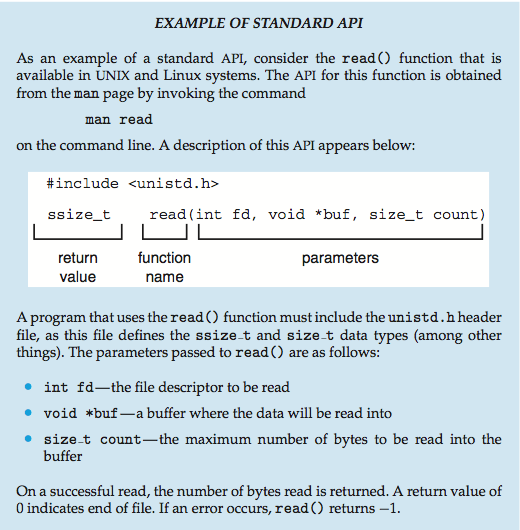 EXAMPLE OF STANDARD API
As an example of a standard API, consider the read() function that is
available in UNIX and Linux systems. The API for this function is obtained
from the man page by invoking the command
man read
on the command line. A description of this API appears below:
#include <unistd.h>
ssize_t read(int fd, void *buf, size_t count)
return function parameters
value name
A program that uses the read() function must include the unistd.h header
file, as this file defines the ssize_t and size_t data types (among other
things). The parameters passed to read() are as follows:
• int fd—the file descriptor to be read
• void *buf—a buffer where the data will be read into
• size_t count—the maximum number of bytes to be read into the
buffer
On a successful read, the number of bytes read is returned. A return value of
0 indicates end of file. If an error occurs, read() returns −1.